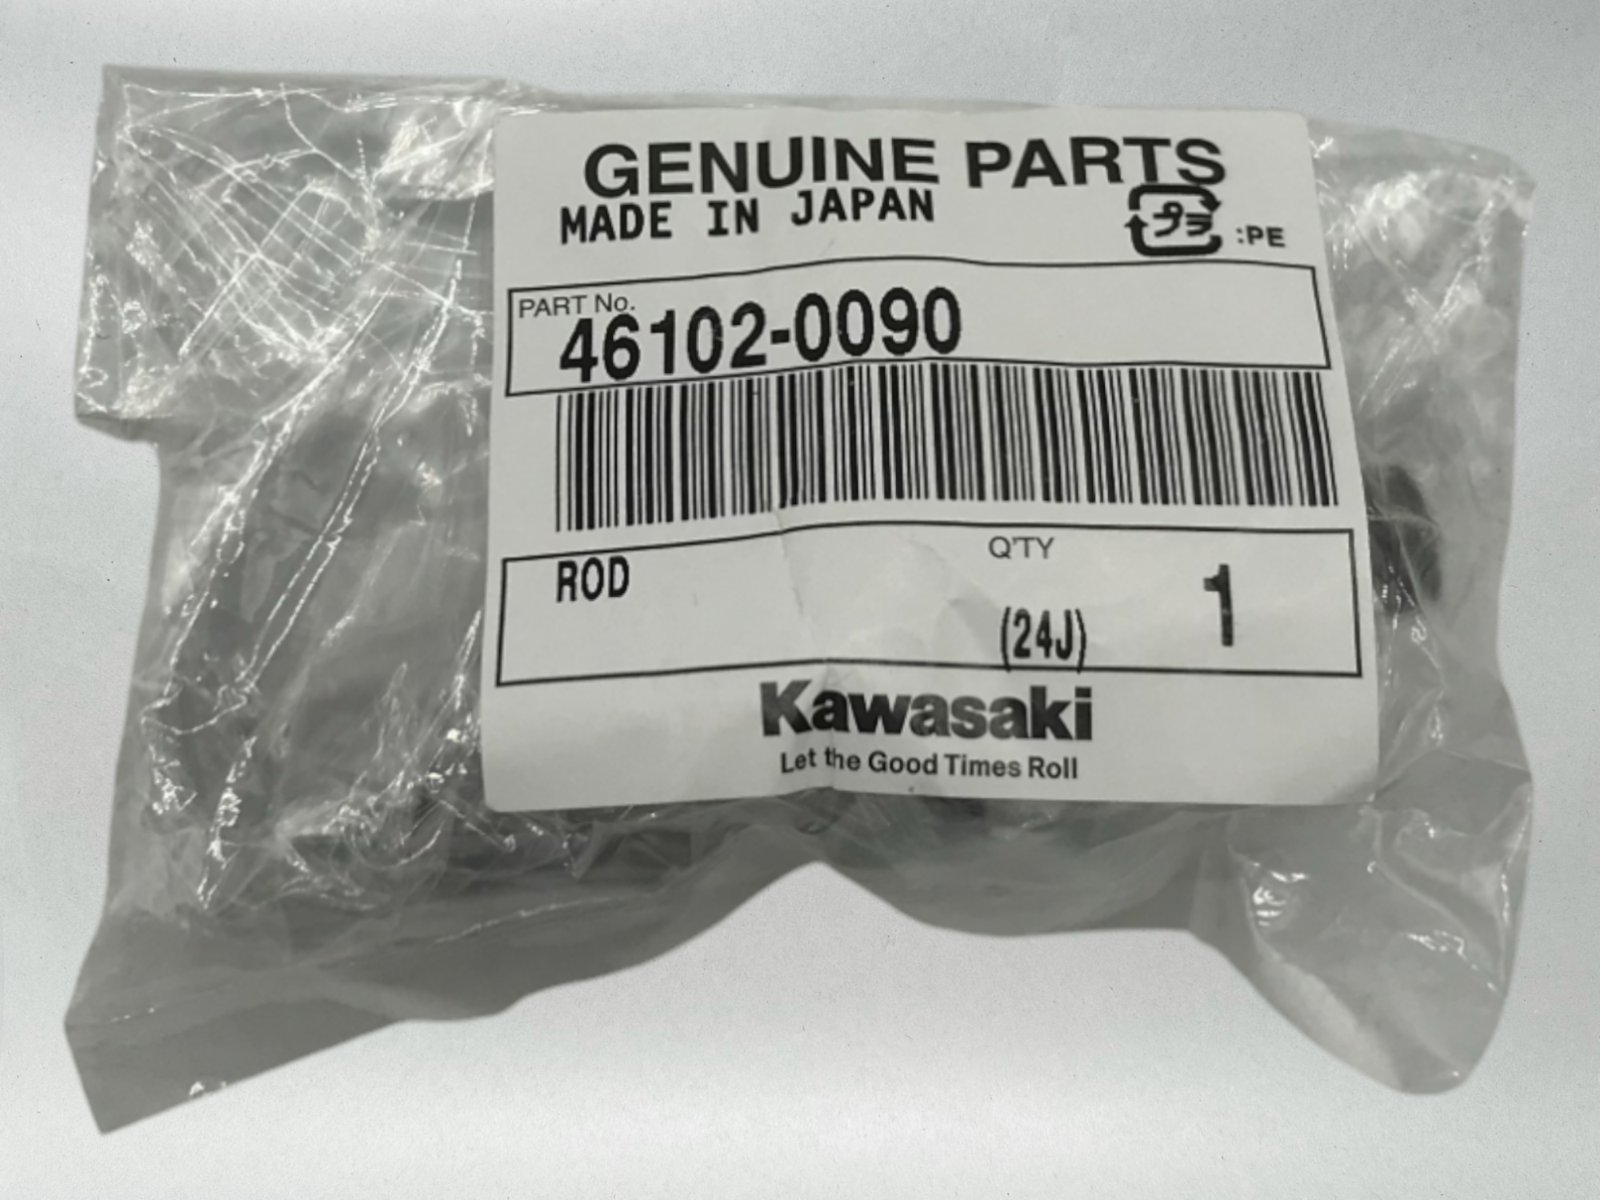 GENUINE PARTS
MADE IN JAPAN
プラ :PE
PART No.
46102-0090
Q'TY
ROD
(24J) 1
Kawasaki
Let the Good Times Roll